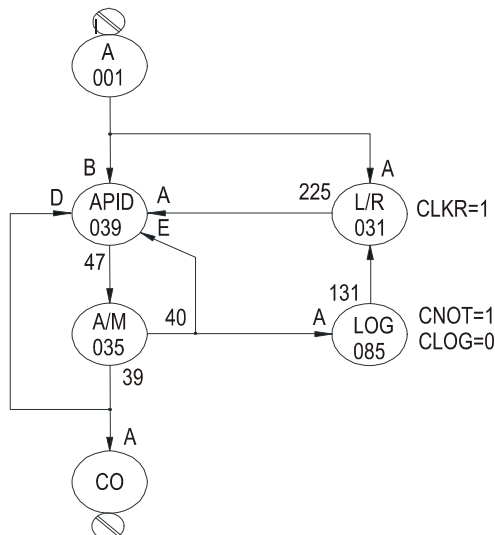 I
A
001
B
A
D
APID
039
A
E
225
L/R
031
CLKR=1
47
A/M
035
40
A
131
LOG
085
CNOT=1
CLOG=0
39
A
CO